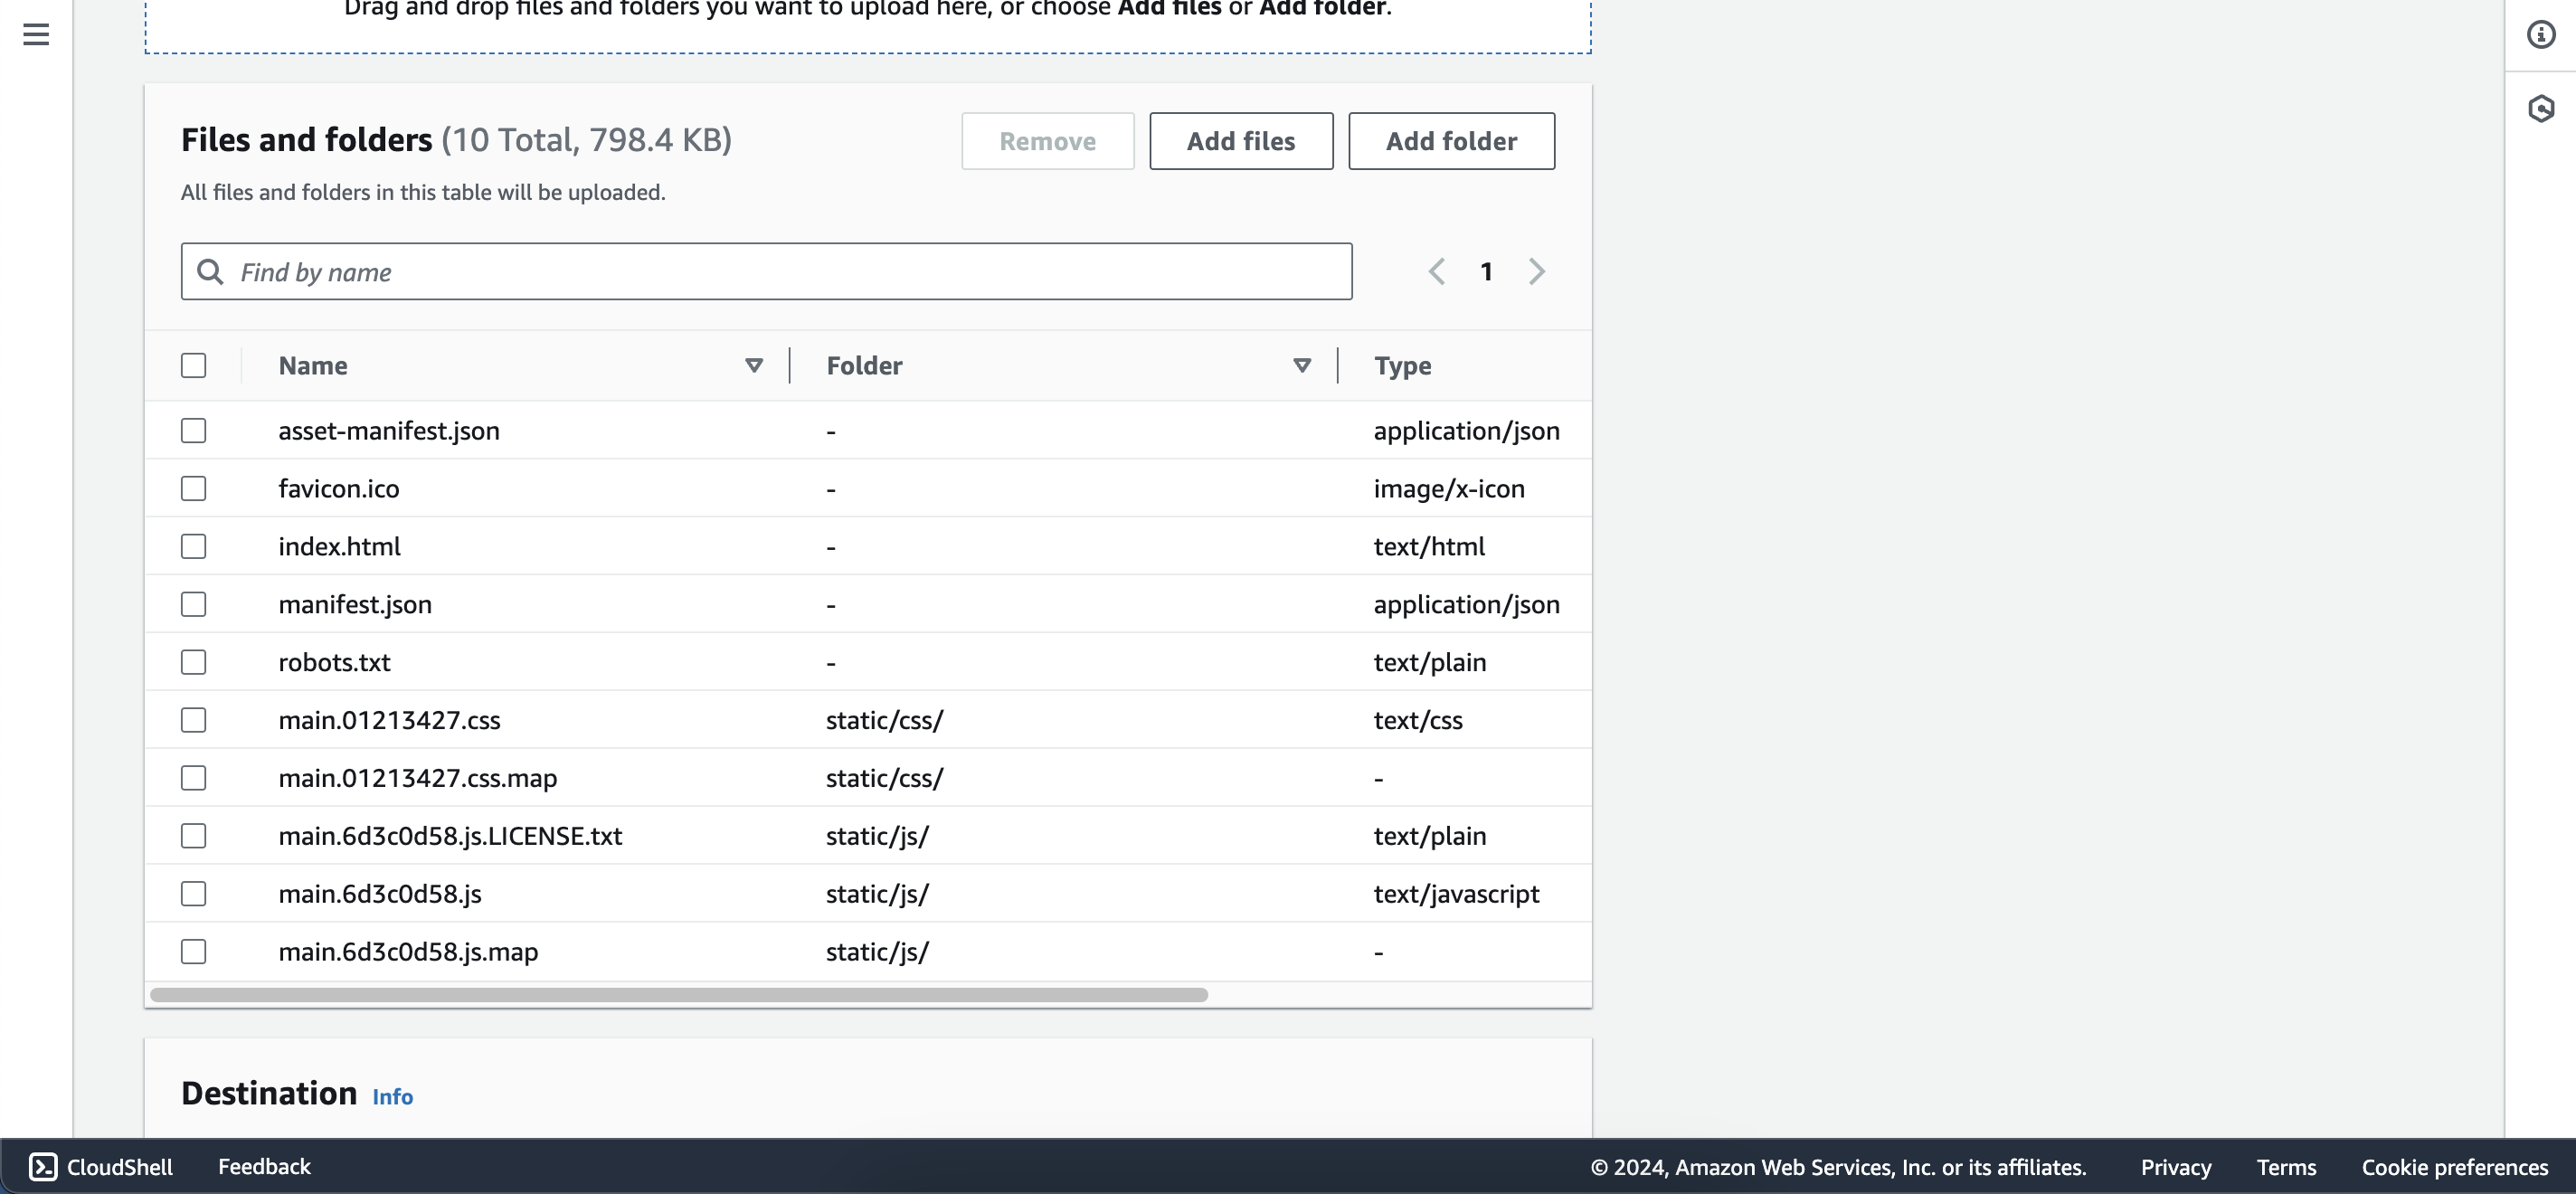 Drag and drop files and folders you want to upload here, or choose Add files or Add folder.
Files and folders (10 Total, 798.4 KB)
Remove
Add files
Add folder
All files and folders in this table will be uploaded.
Find by name
1
Name Folder Type
asset-manifest.json - application/json
favicon.ico - image/x-icon
index.html - text/html
manifest.json - application/json
robots.txt - text/plain
main.01213427.css static/css/ text/css
main.01213427.css.map static/css/ -
main.6d3c0d58.js.LICENSE.txt static/js/ text/plain
main.6d3c0d58.js static/js/ text/javascript
main.6d3c0d58.js.map static/js/ -
Destination Info
CloudShell Feedback © 2024, Amazon Web Services, Inc. or its affiliates. Privacy Terms Cookie preferences